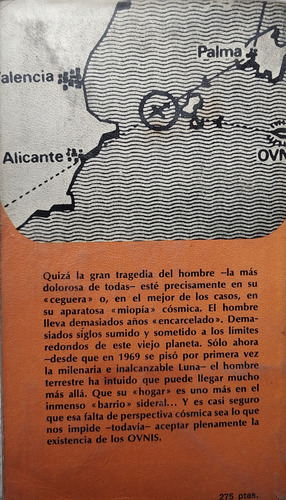 Palma
alencia
Alicante
OVN
Quizá la gran tragedia del hombre –la más
dolorosa de todas– esté precisamente en su
«ceguera» o, en el mejor de los casos, en
su aparatosa «miopía» cósmica. El hombre
lleva demasiados años «encarcelado». Dema-
siados siglos sumido y sometido a los límites
redondos de este viejo planeta. Sólo ahora
–desde que en 1969 se pisó por primera vez
la milenaria e inalcanzable Luna– el hombre
terrestre ha intuido que puede llegar mucho
más allá. Que su «hogar» es uno más en el
inmenso «barrio» sideral... Y es casi seguro
que esa falta de perspectiva cósmica sea lo que
nos impide –todavía– aceptar plenamente la
existencia de los OVNIS.
275 ptas.